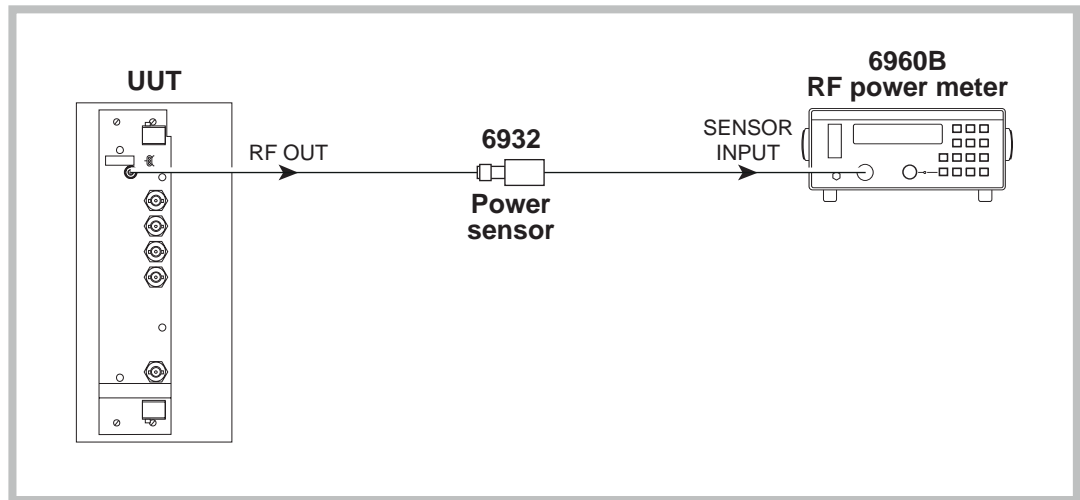 UUT
RF OUT
6932
Power
sensor
SENSOR
INPUT
6960B
RF power meter